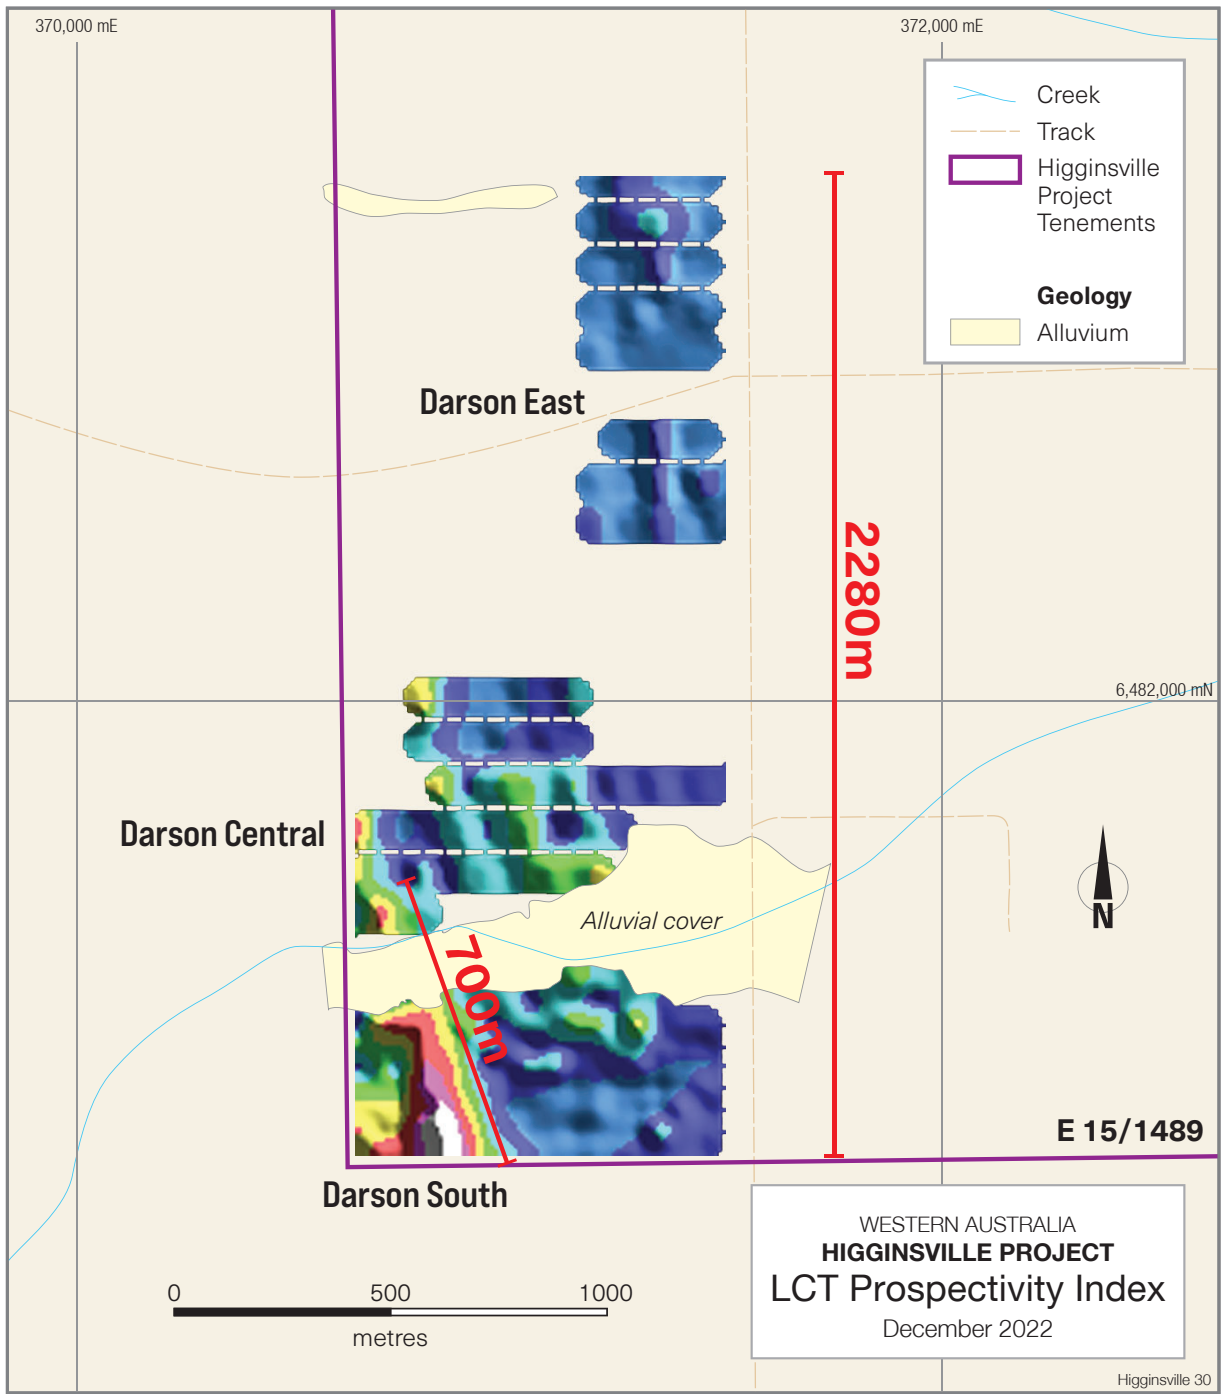 370,000 mE
372,000 mE
Creek
Track
Higginsville
Project
Tenements
Geology
Alluvium
Darson East
2280m
6,482,000 mN
Darson Central
Alluvial cover
N
700m
E 15/1489
Darson South
WESTERN AUSTRALIA
HIGGINSVILLE PROJECT
LCT Prospectivity Index
December 2022
0 500 1000
metres
Higginsville 30